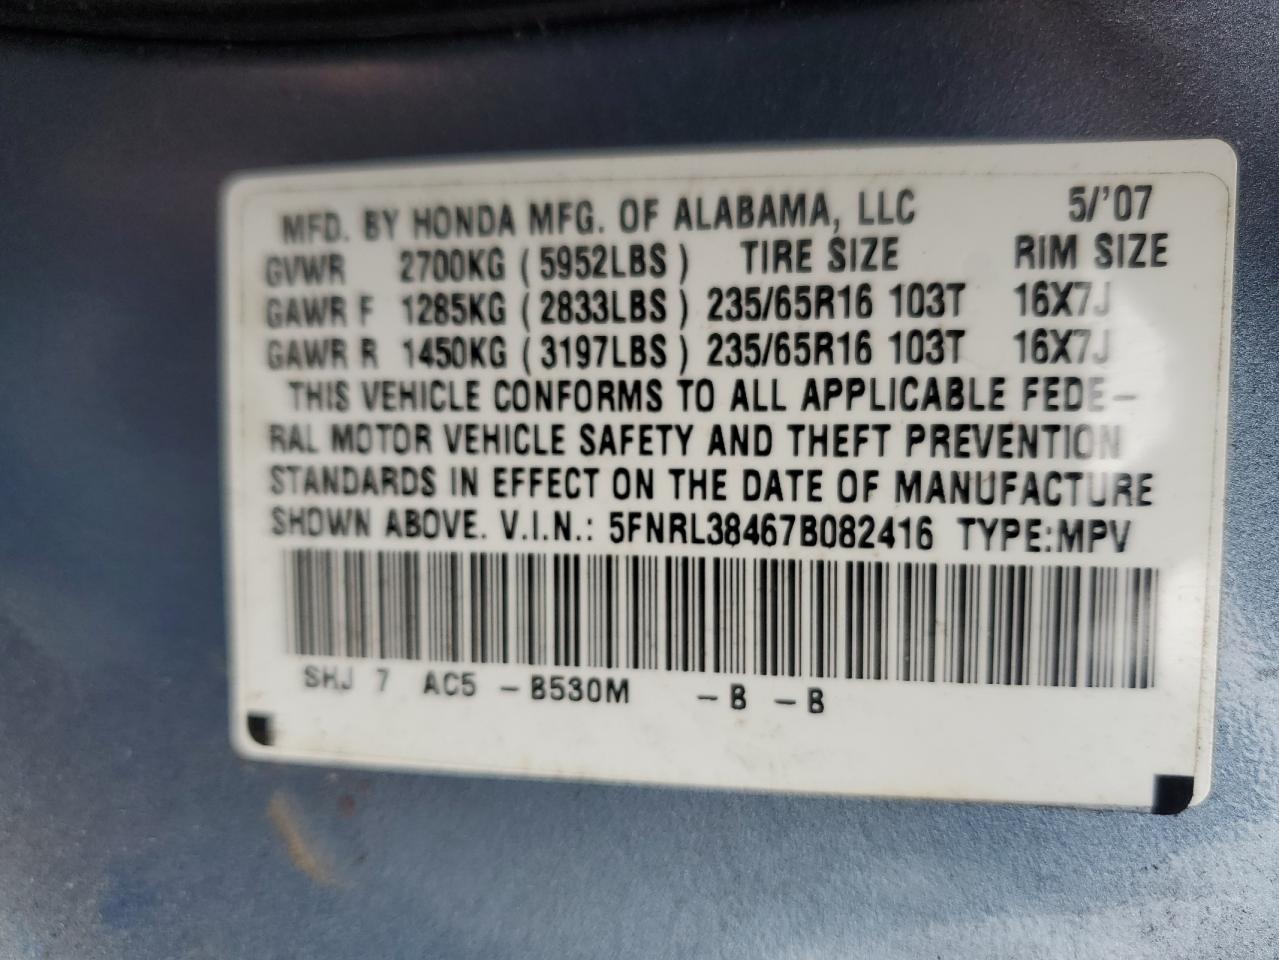 MFD. BY HONDA MFG. OF ALABAMA, LLC 5/'07
GVWR 2700KG (5952LBS) TIRE SIZE RIM SIZE
GAWR F 1285KG (2833LBS) 235/65R16 103T 16X7J
GAWR R 1450KG (3197LBS) 235/65R16 103T 16X7J
THIS VEHICLE CONFORMS TO ALL APPLICABLE FEDE-
RAL MOTOR VEHICLE SAFETY AND THEFT PREVENTION
STANDARDS IN EFFECT ON THE DATE OF MANUFACTURE
SHOWN ABOVE. V.I.N.: 5FNRL38467B082416 TYPE:MPV
SHJ 7 AC5 -B530M -B -B